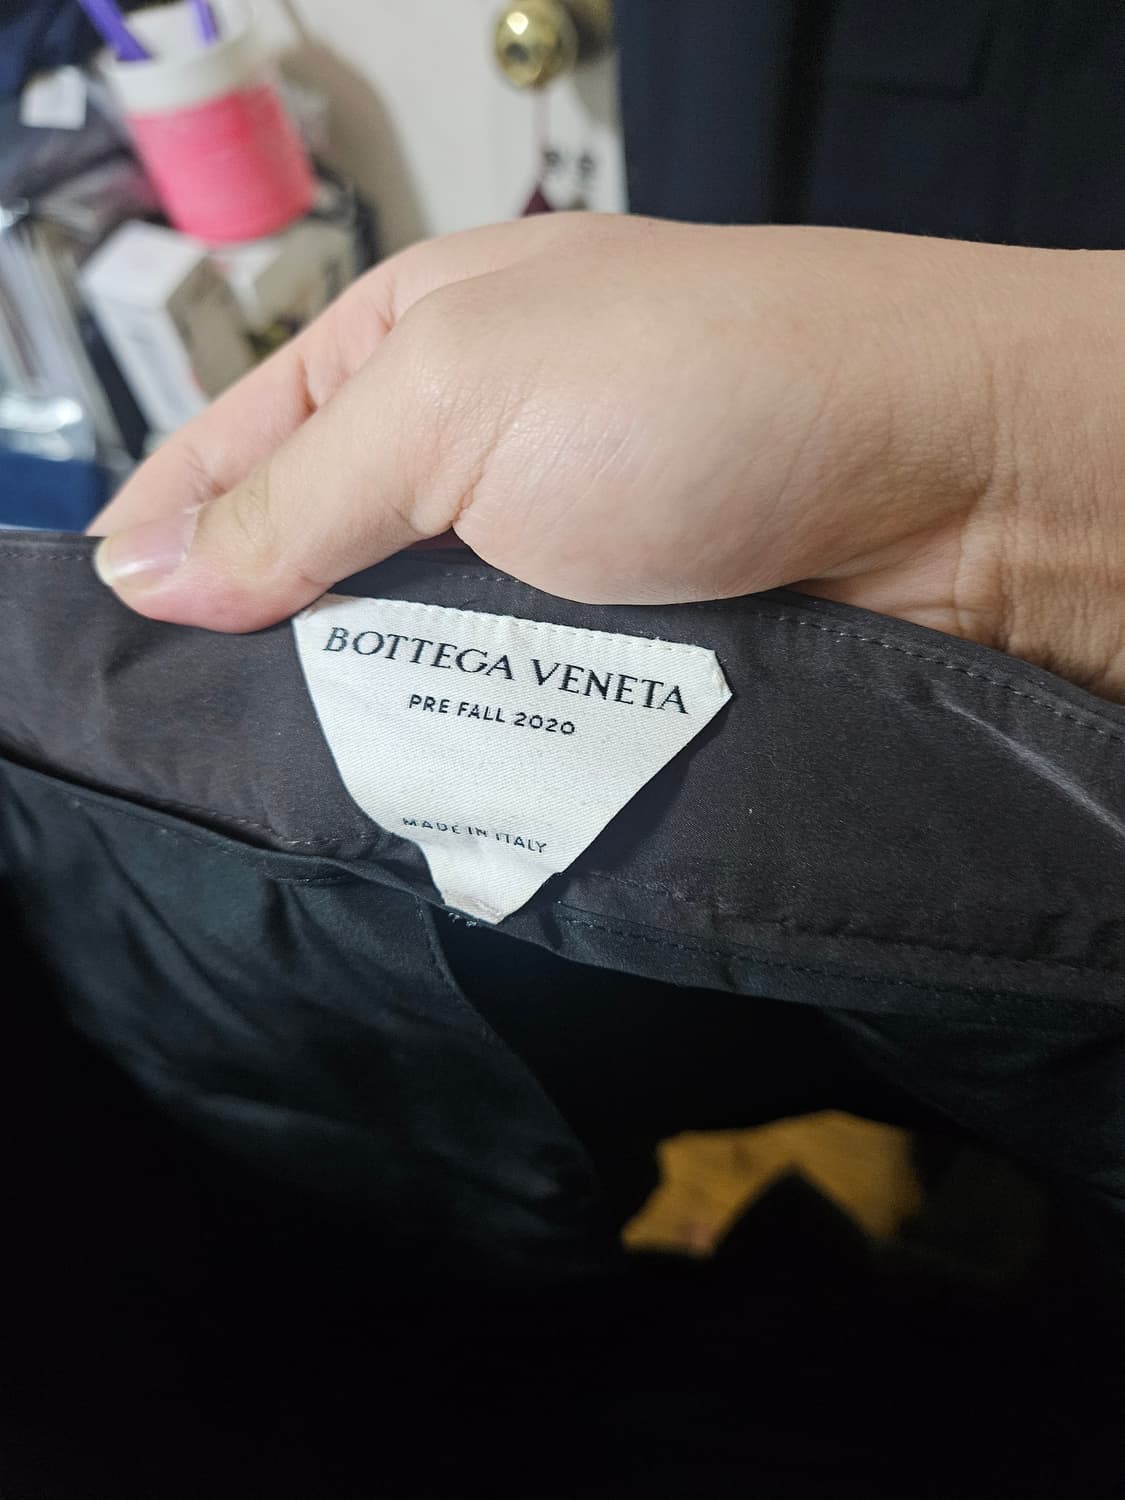 BOTTEGA VENETA
PRE FALL 2020
MADE IN ITALY